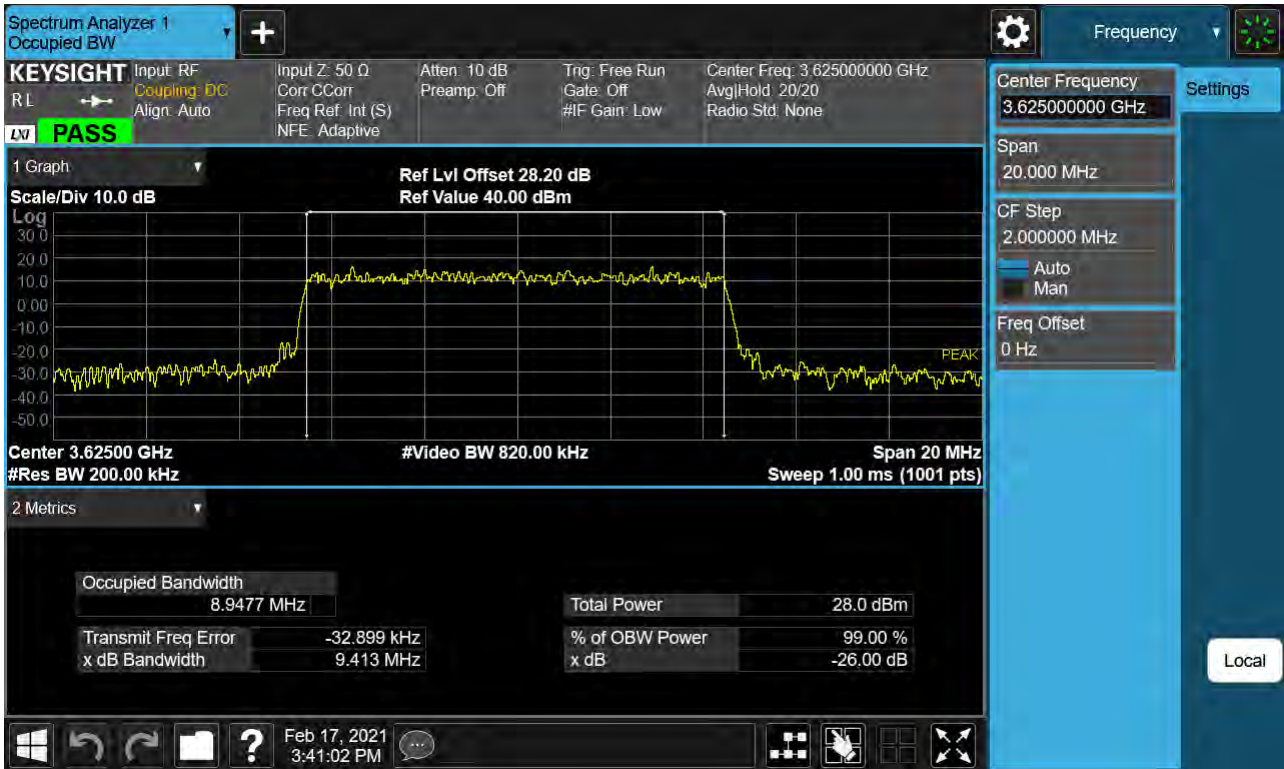 Spectrum Analyzer 1
Occupied BW
+
Frequency
KEYSIGHT
R L
LXI
PASS
Input: RF
Coupling: DC
Align: Auto
Input Z: 50 Ω
Corr CCorr
Freq Ref: Int (S)
NFE: Adaptive
Atten: 10 dB
Preamp: Off
Trig: Free Run
Gate: Off
#IF Gain: Low
Center Freq: 3.625000000 GHz
Avg|Hold: 20/20
Radio Std: None
1 Graph
Scale/Div 10.0 dB
Ref Lvl Offset 28.20 dB
Ref Value 40.00 dBm
Log
30.0
20.0
10.0
0.00
-10.0
-20.0
-30.0
-40.0
-50.0
PEAK
Center 3.62500 GHz
#Res BW 200.00 kHz
#Video BW 820.00 kHz
Span 20 MHz
Sweep 1.00 ms (1001 pts)
2 Metrics
Occupied Bandwidth
8.9477 MHz
Transmit Freq Error -32.899 kHz
x dB Bandwidth 9.413 MHz
Total Power 28.0 dBm
% of OBW Power 99.00 %
x dB -26.00 dB
Center Frequency
3.625000000 GHz
Span
20.000 MHz
CF Step
2.000000 MHz
Auto
Man
Freq Offset
0 Hz
Settings
Local
?
Feb 17, 2021
3:41:02 PM